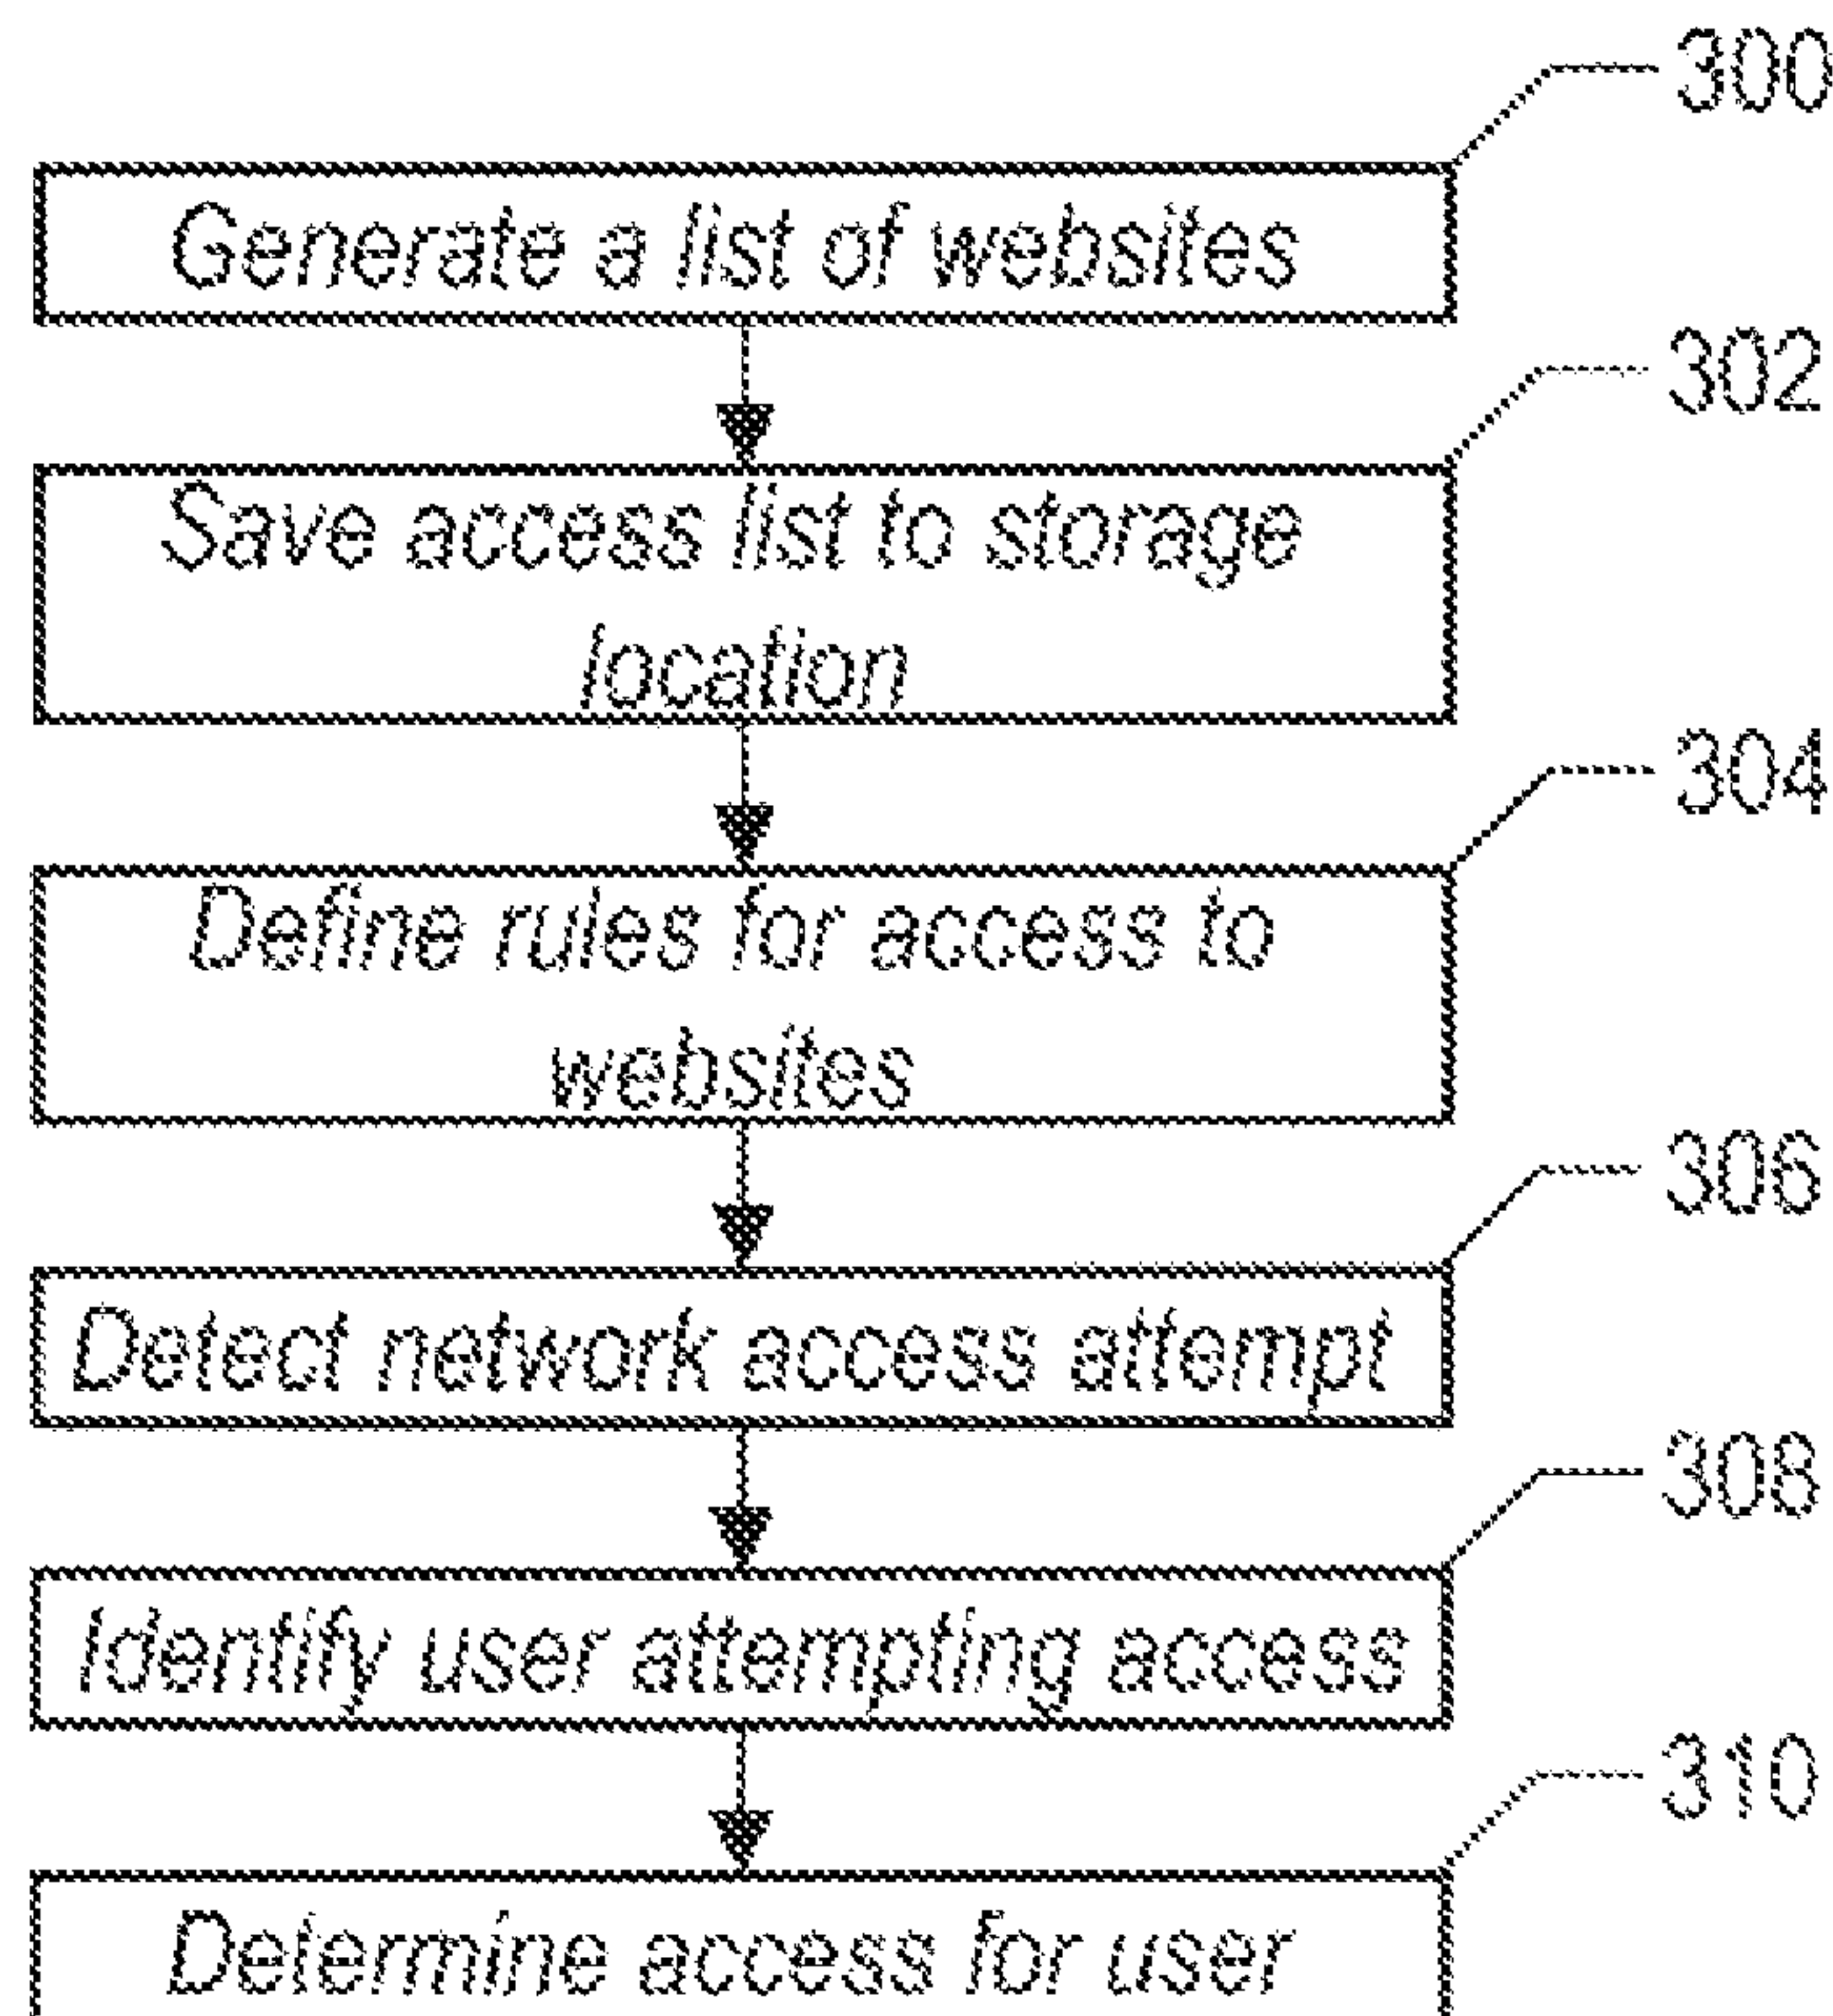 300
Generate a list of websites
302
Save access list to storage
location
304
Define rules for access to
websites
306
Detect network access attempt
308
Identify user attempting access
310
Determine access for user